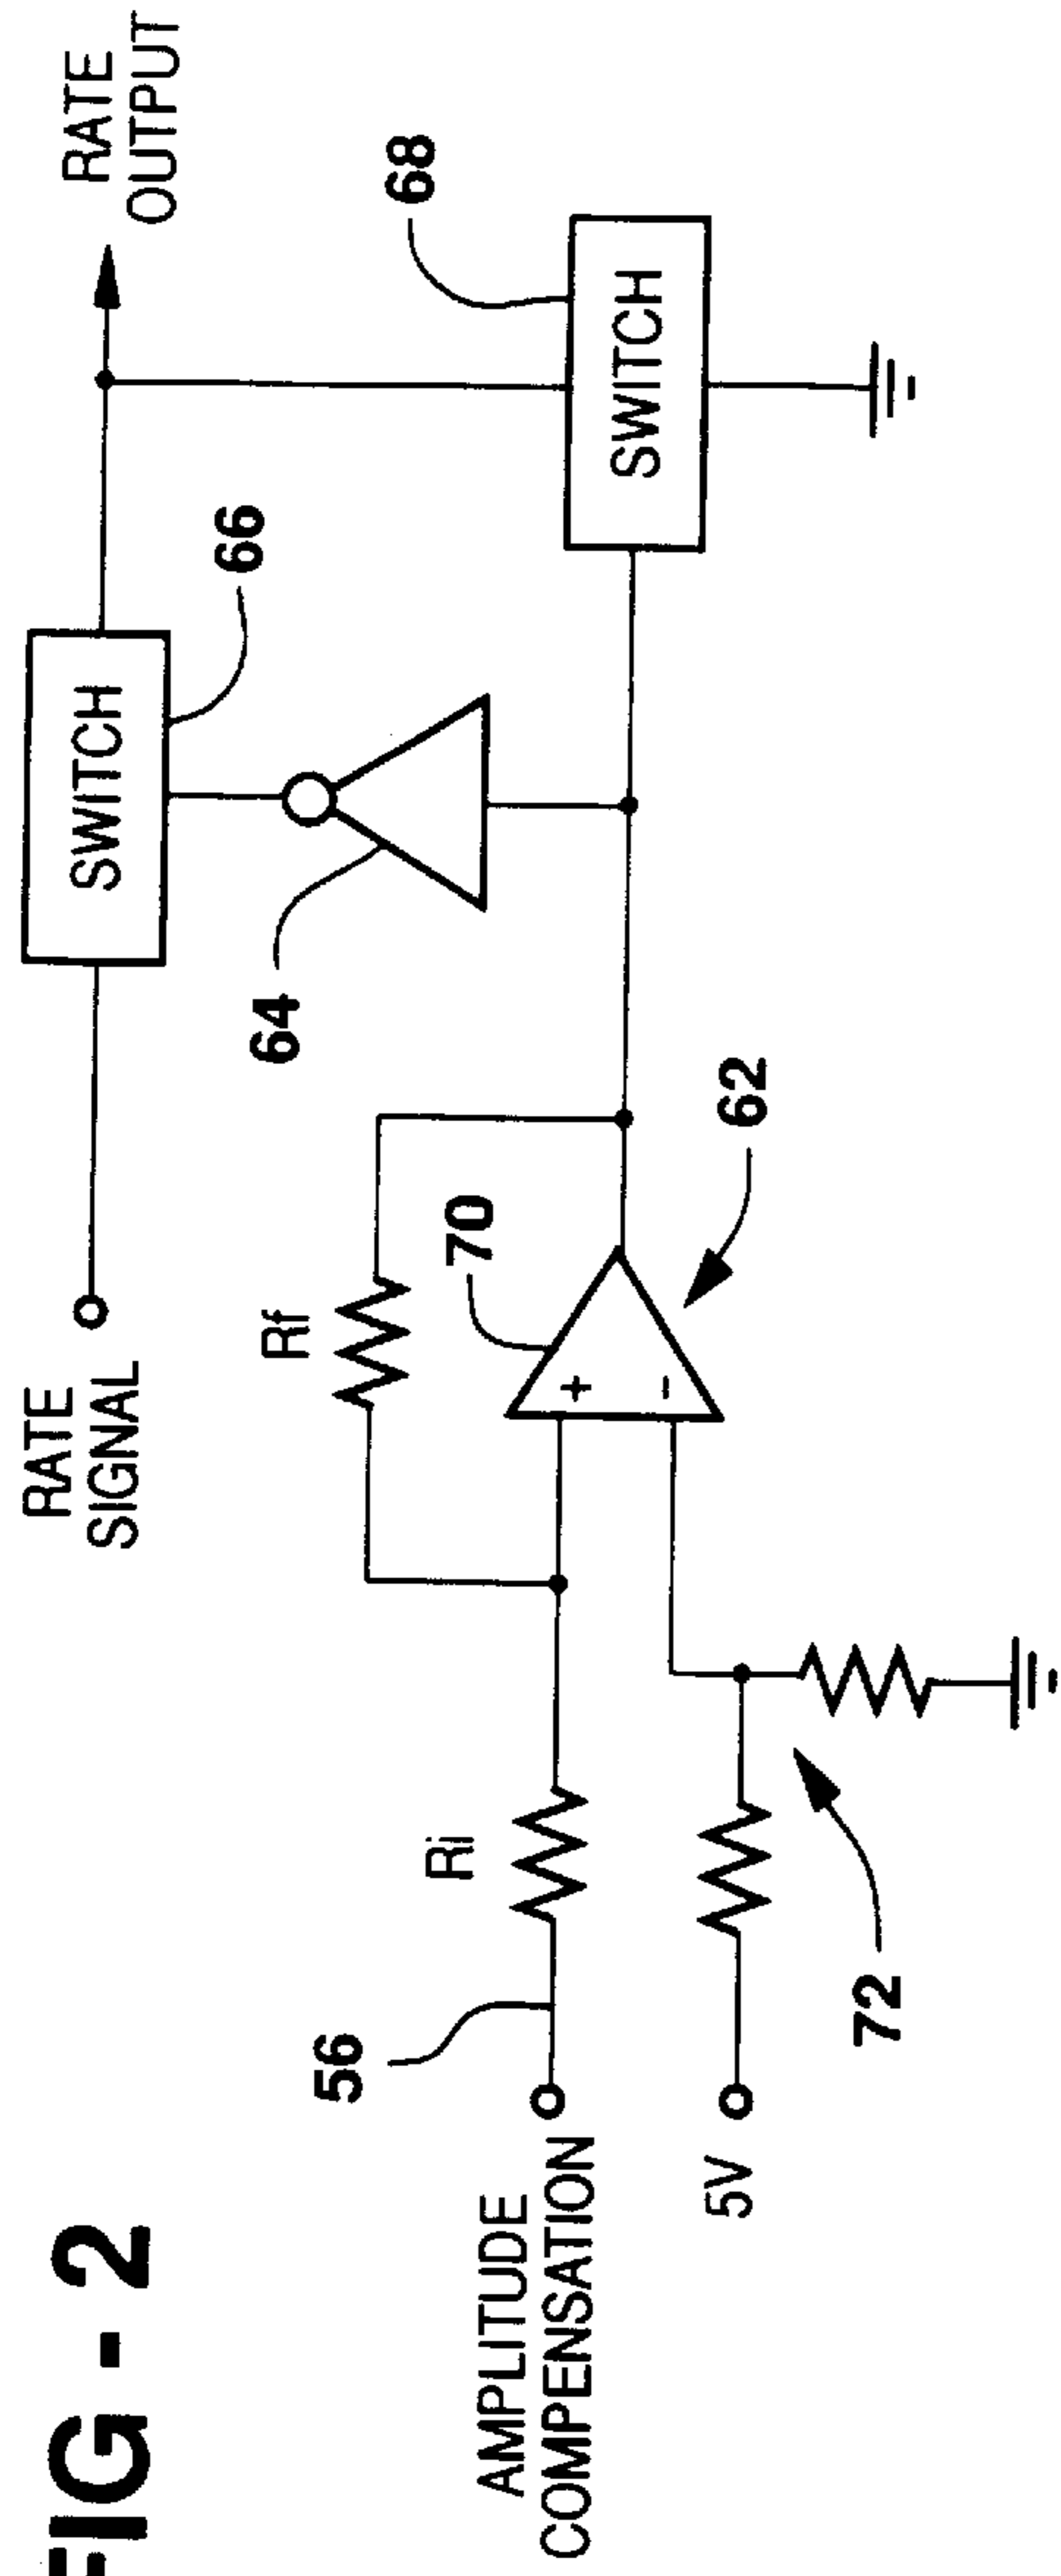 FIG - 2
RATE
SIGNAL
SWITCH
66
RATE
OUTPUT
64
68
SWITCH
Rf
70
+
-
62
56
Ri
AMPLITUDE
COMPENSATION
5V
72